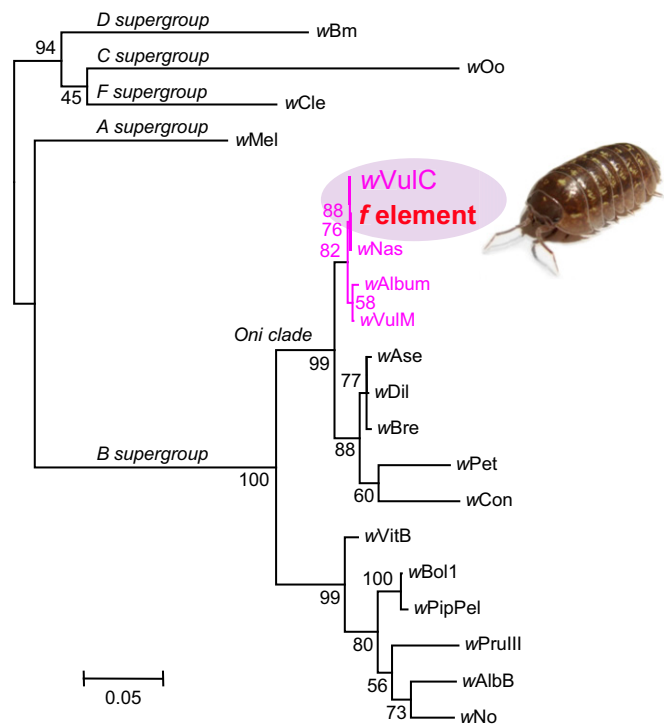 D supergroup
94
wBm
C supergroup
wOo
45
F supergroup
wCle
A supergroup
wMel
wVulC
88
f element
76
82
wNas
wAlbum
58
wVulM
Oni clade
99
wAse
77
wDil
wBre
88
wPet
60
wCon
B supergroup
100
wVitB
99
100
wBol1
wPipPel
80
wPruIII
56
wAlbB
73
wNo
0.05